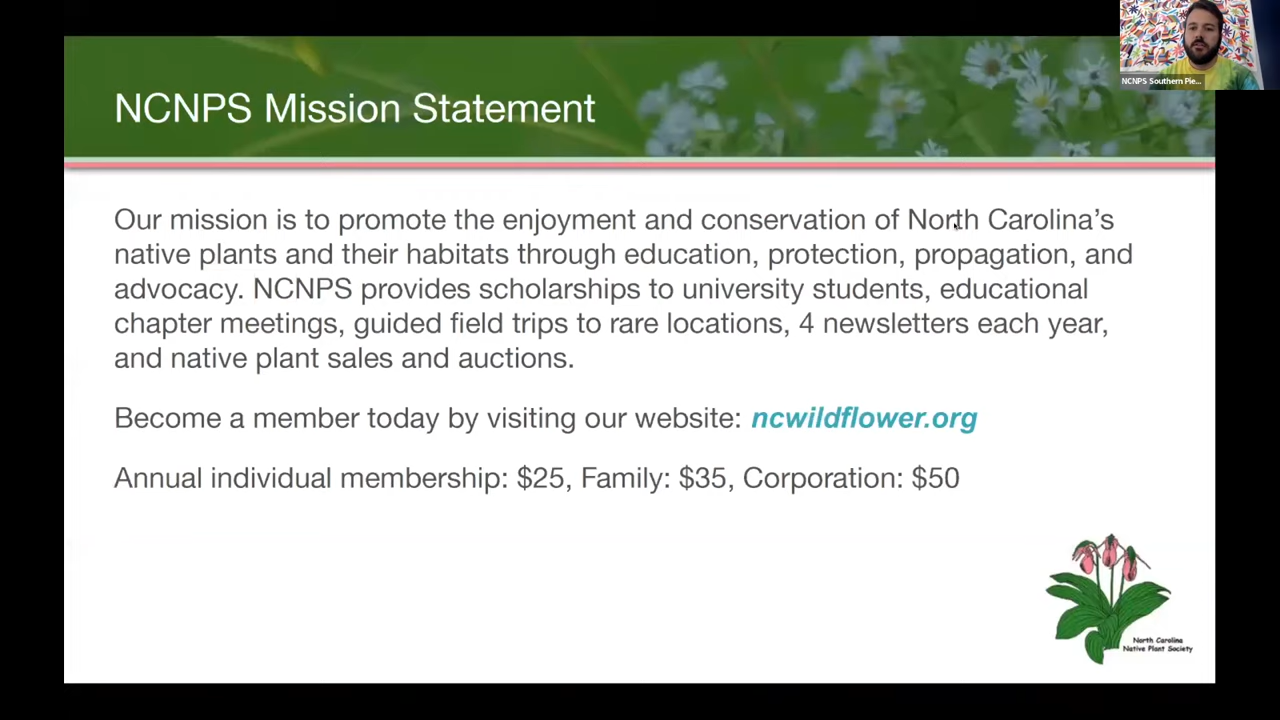 NCNPS Southern Pie...
NCNPS Mission Statement
Our mission is to promote the enjoyment and conservation of North Carolina’s
native plants and their habitats through education, protection, propagation, and
advocacy. NCNPS provides scholarships to university students, educational
chapter meetings, guided field trips to rare locations, 4 newsletters each year,
and native plant sales and auctions.
Become a member today by visiting our website: ncwildflower.org
Annual individual membership: $25, Family: $35, Corporation: $50
North Carolina
Native Plant Society